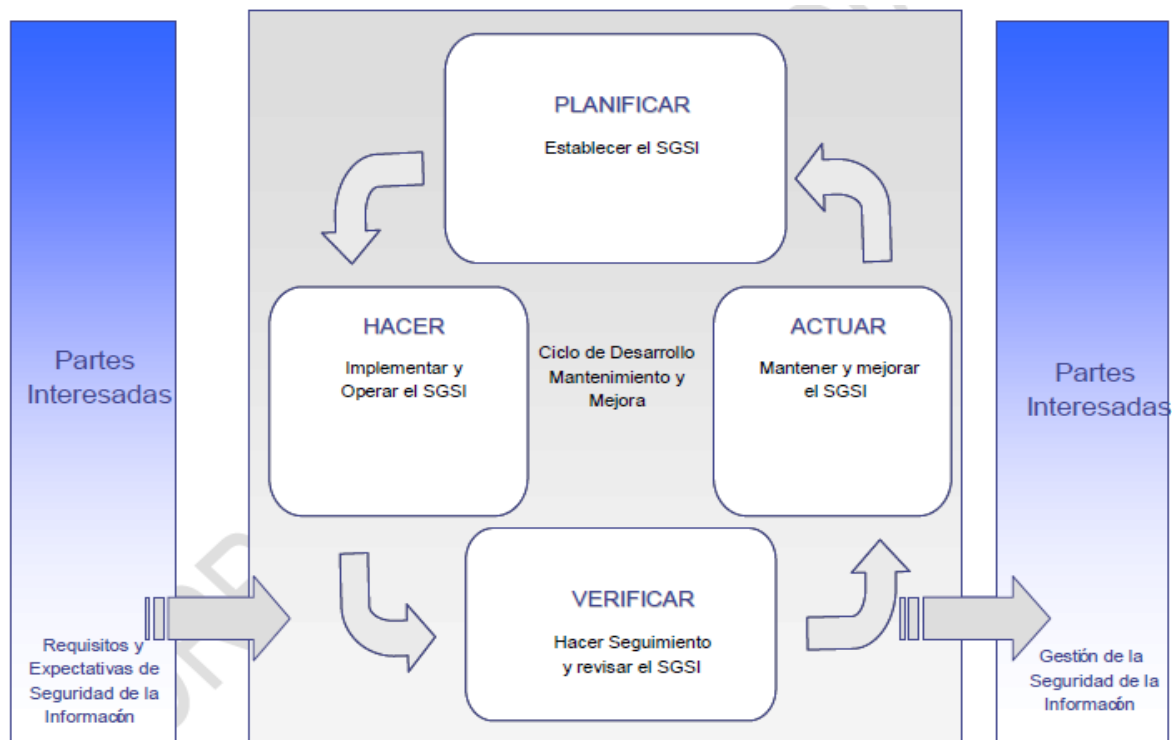 PLANIFICAR
Establecer el SGSI
HACER
Implementar y
Operar el SGSI
Ciclo de Desarrollo
Mantenimiento y
Mejora
ACTUAR
Mantener y mejorar
el SGSI
VERIFICAR
Hacer Seguimiento
y revisar el SGSI
Partes
Interesadas
Requisitos y
Expectativas de
Seguridad de la
Información
Partes
Interesadas
Gestión de la
Seguridad de la
Información